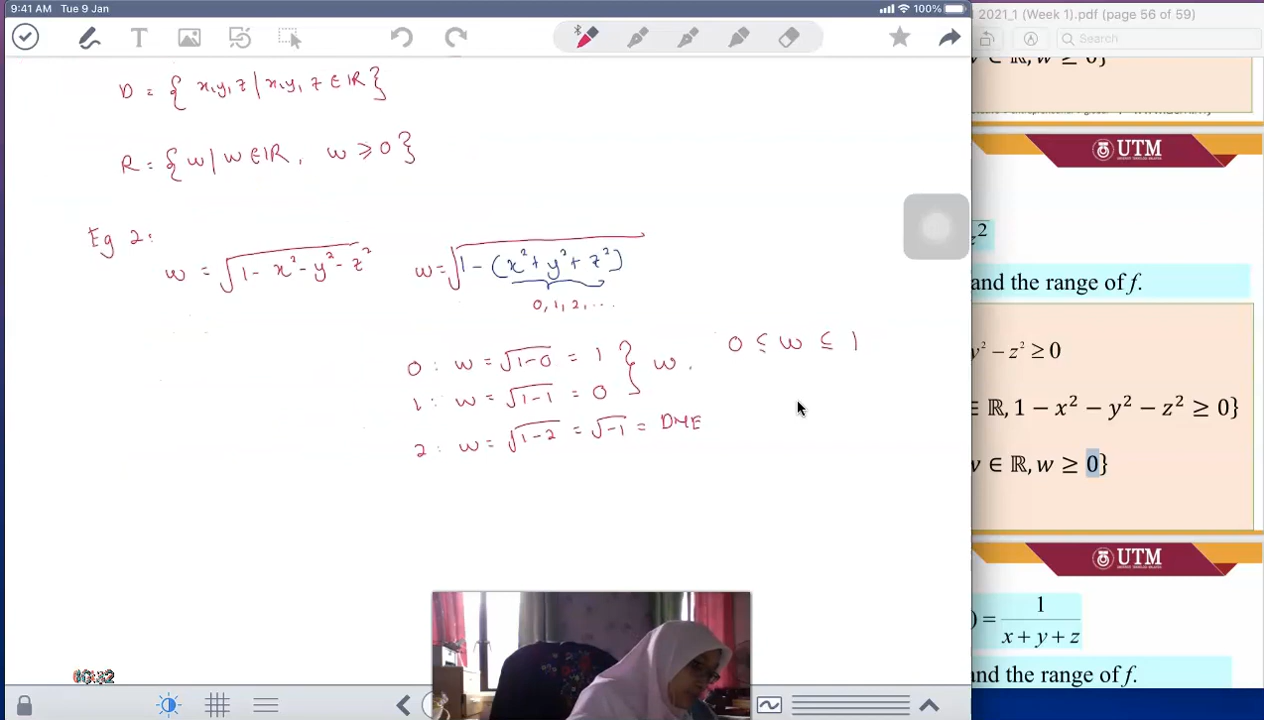 9:41 AM Tue 9 Jan
100%
2021_1 (Week 1).pdf (page 56 of 59)
Search
T
D = { x,y,z | x,y,z ∈ ℝ }
R = { w | w ∈ ℝ, w ⩾ 0 }
∈ ℝ, w ≥ 0}
UTM
Eg 2:
w = √(1 - x² - y² - z²) w = √(1 - (x² + y² + z²))
0, 1, 2, ...
0 : w = √(1-0) = 1 } w. 0 ≤ w ≤ 1
1 : w = √(1-1) = 0
2 : w = √(1-2) = √-1 = DNE
z²
and the range of f.
y² − z² ≥ 0
∈ ℝ, 1 − x² − y² − z² ≥ 0}
∈ ℝ, w ≥ 0}
UTM
) = 1/(x + y + z)
and the range of f.